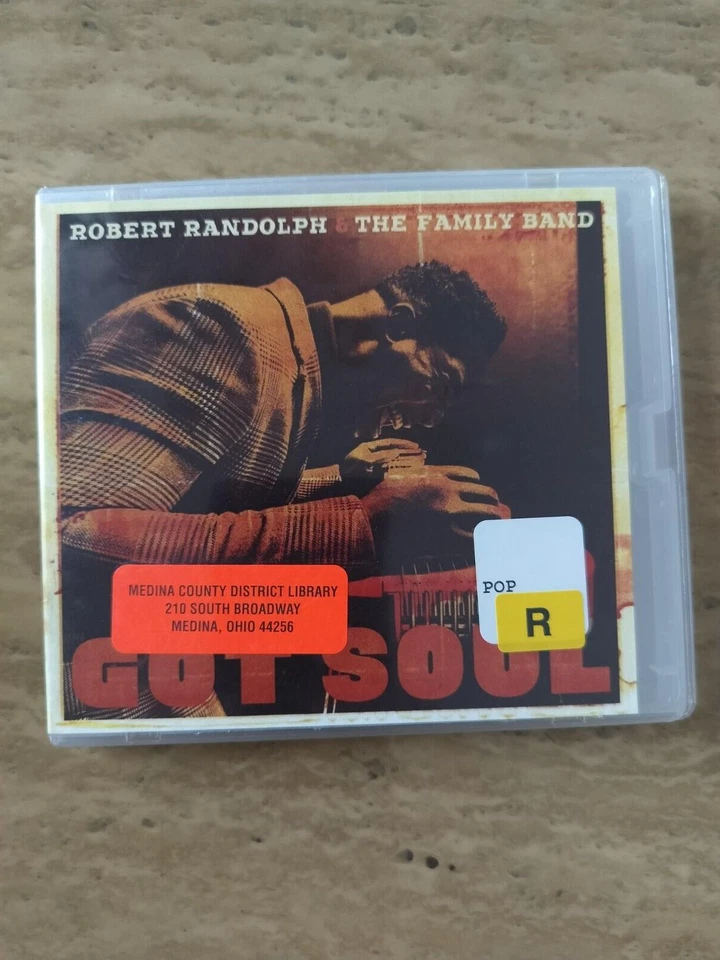 ROBERT RANDOLPH & THE FAMILY BAND
POP
R
MEDINA COUNTY DISTRICT LIBRARY
210 SOUTH BROADWAY
MEDINA, OHIO 44256
GOT SOUL